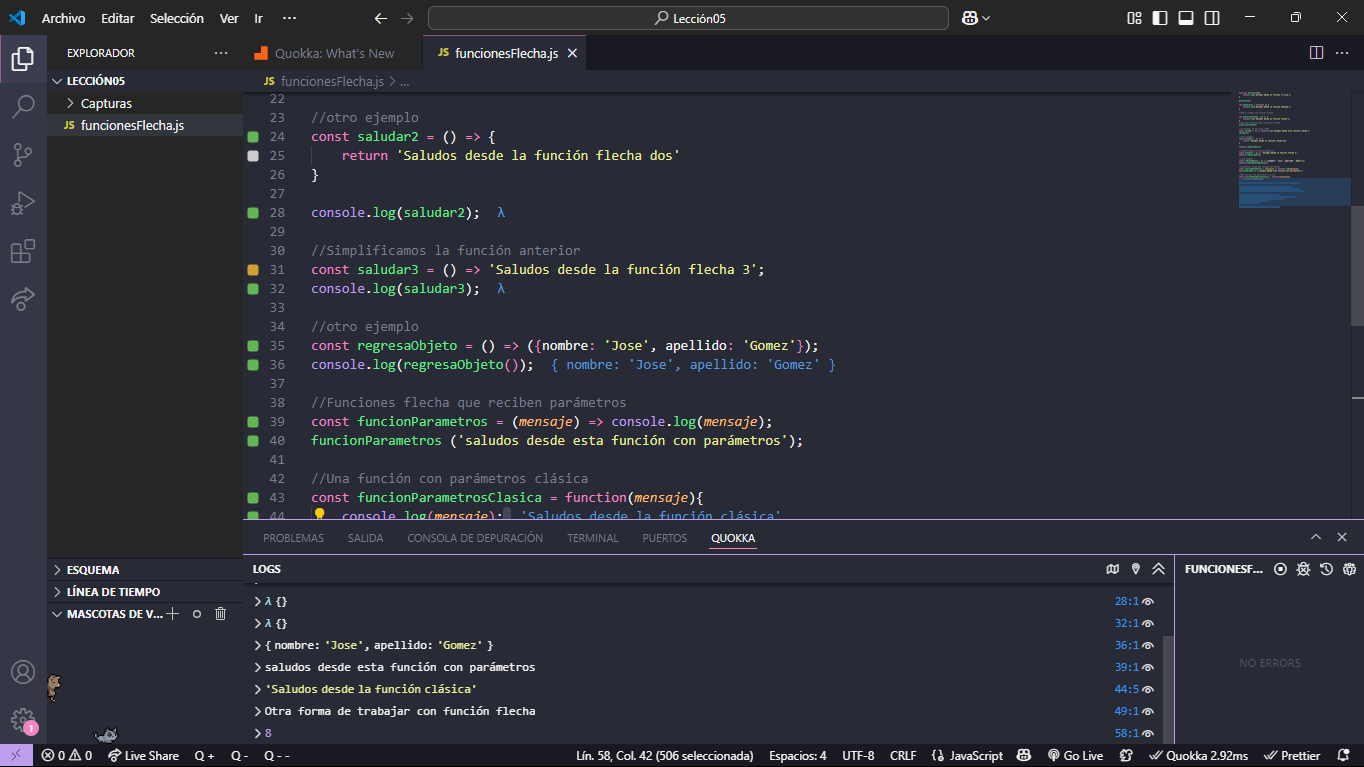 Archivo Editar Selección Ver Ir ···
Lección05
EXPLORADOR
LECCIÓN05
Capturas
JS funcionesFlecha.js
ESQUEMA
LÍNEA DE TIEMPO
MASCOTAS DE V...
Quokka: What's New
JS funcionesFlecha.js
JS funcionesFlecha.js > ...
22
23 //otro ejemplo
24 const saludar2 = () => {
25 return 'Saludos desde la función flecha dos'
26 }
27
28 console.log(saludar2); λ
29
30 //Simplificamos la función anterior
31 const saludar3 = () => 'Saludos desde la función flecha 3';
32 console.log(saludar3); λ
33
34 //otro ejemplo
35 const regresaObjeto = () => ({nombre: 'Jose', apellido: 'Gomez'});
36 console.log(regresaObjeto()); { nombre: 'Jose', apellido: 'Gomez' }
37
38 //Funciones flecha que reciben parámetros
39 const funcionParametros = (mensaje) => console.log(mensaje);
40 funcionParametros ('saludos desde esta función con parámetros');
41
42 //Una función con parámetros clásica
43 const funcionParametrosClasica = function(mensaje){
44 console.log(mensaje); 'Saludos desde la función clásica'
PROBLEMAS SALIDA CONSOLA DE DEPURACIÓN TERMINAL PUERTOS QUOKKA
LOGS
λ {} 28:1
λ {} 32:1
{ nombre: 'Jose', apellido: 'Gomez' } 36:1
saludos desde esta función con parámetros 39:1
'Saludos desde la función clásica' 44:5
Otra forma de trabajar con función flecha 49:1
8 58:1
FUNCIONESF...
NO ERRORS
1
0 0 Live Share Q + Q - Q - - Lín. 58, Col. 42 (506 seleccionada) Espacios: 4 UTF-8 CRLF {} JavaScript Go Live Quokka 2.92ms Prettier